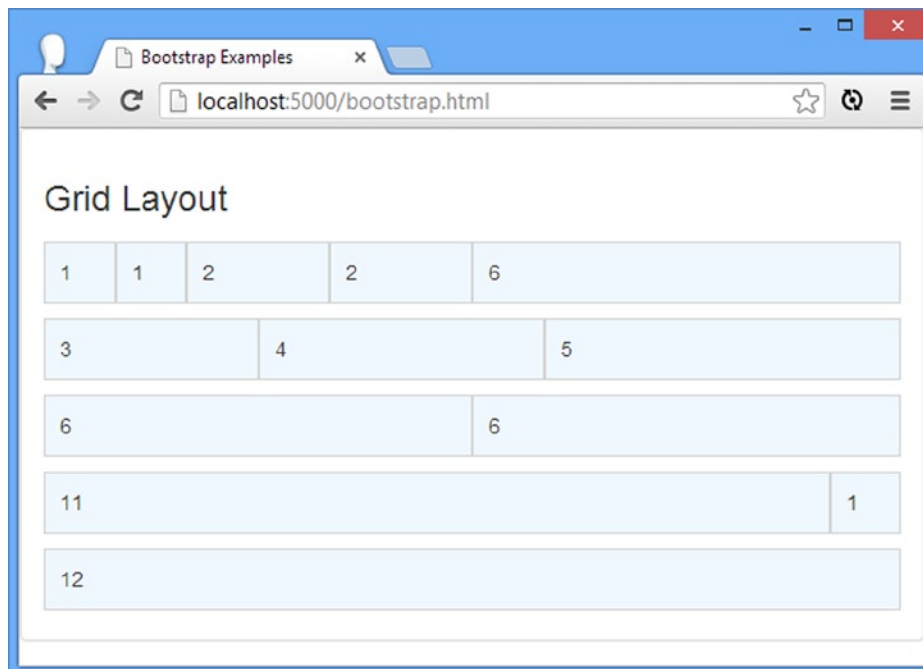 Bootstrap Examples
localhost:5000/bootstrap.html
Grid Layout
1 1 2 2 6
3 4 5
6 6
11 1
12